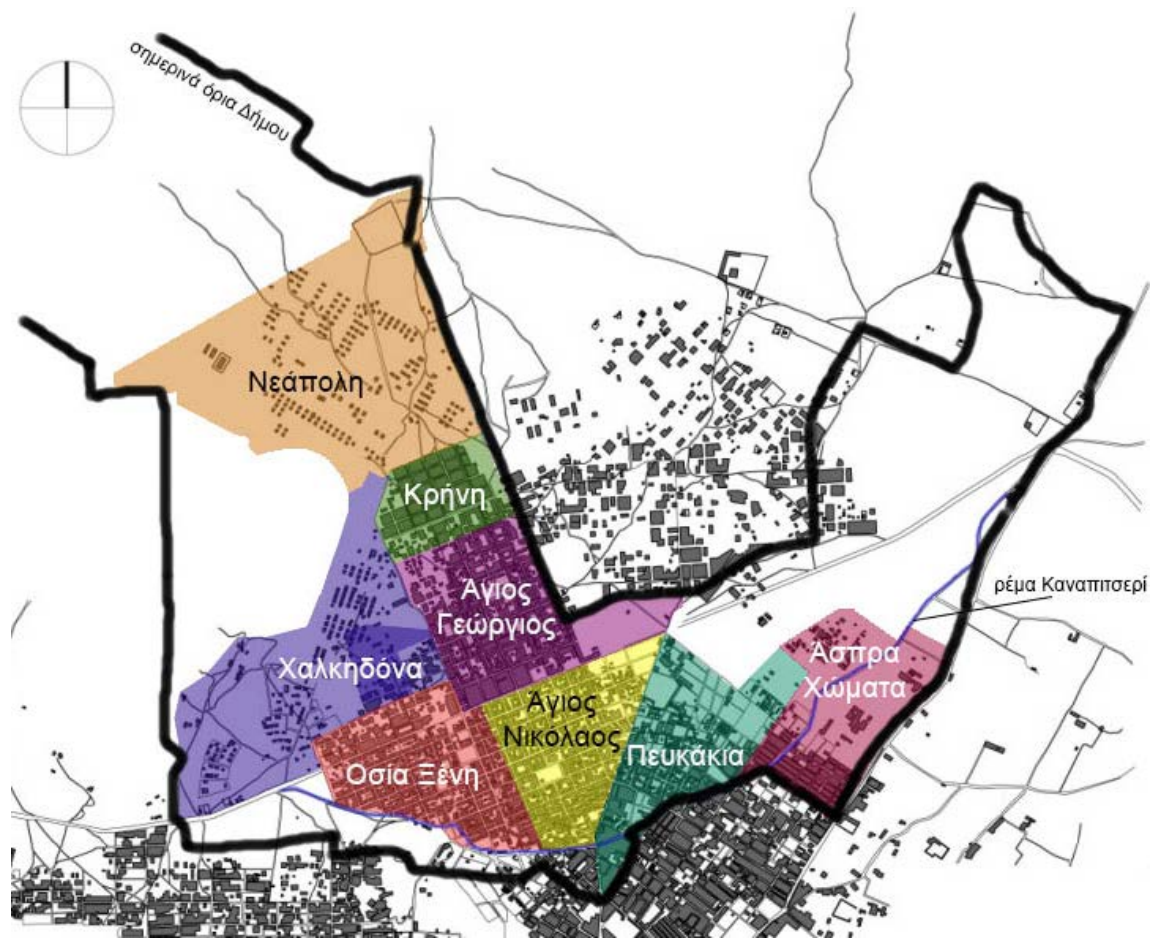 σημερινά όρια Δήμου
Νεάπολη
Κρήνη
ρέμα Καναπιτσερί
Άγιος
Γεώργιος
Χαλκηδόνα
Άσπρα
Χώματα
Άγιος
Νικόλαος
Πευκάκια
Οσία Ξένη